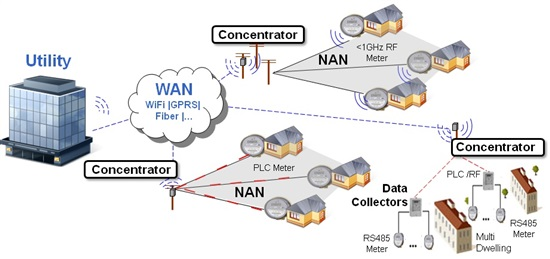 Utility
WAN
WiFi |GPRS|
Fiber |...
Concentrator
NAN
<1GHz RF
Meter
Concentrator
PLC Meter
NAN
Concentrator
PLC /RF
Data
Collectors
...
RS485
Meter
Multi
Dwelling
...
RS485
Meter